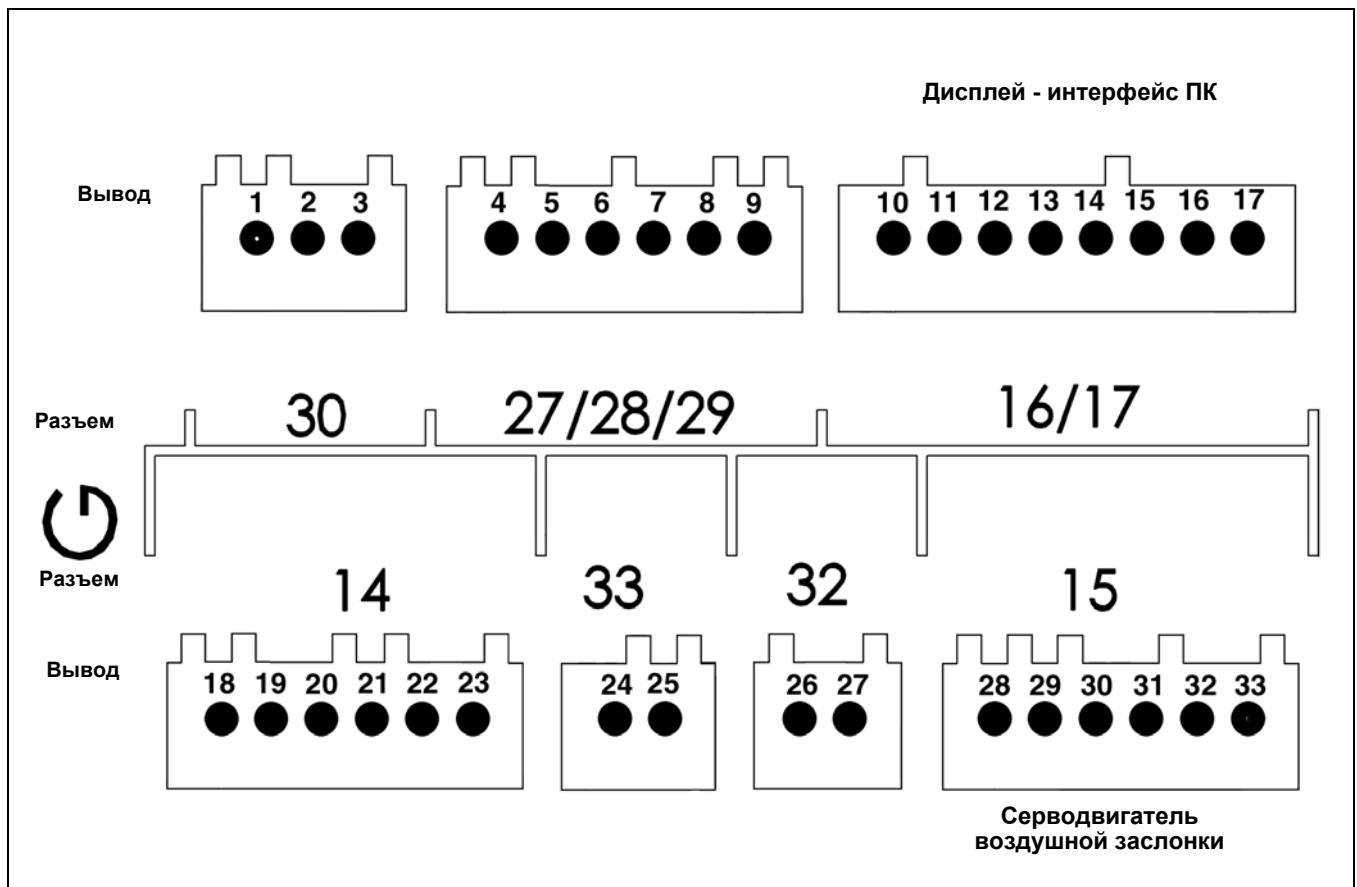 Дисплей - интерфейс ПК
Вывод
1 2 3 4 5 6 7 8 9 10 11 12 13 14 15 16 17
Разъем 30 27/28/29 16/17
Разъем
14 33 32 15
Вывод
18 19 20 21 22 23 24 25 26 27 28 29 30 31 32 33
Серводвигатель
воздушной заслонки